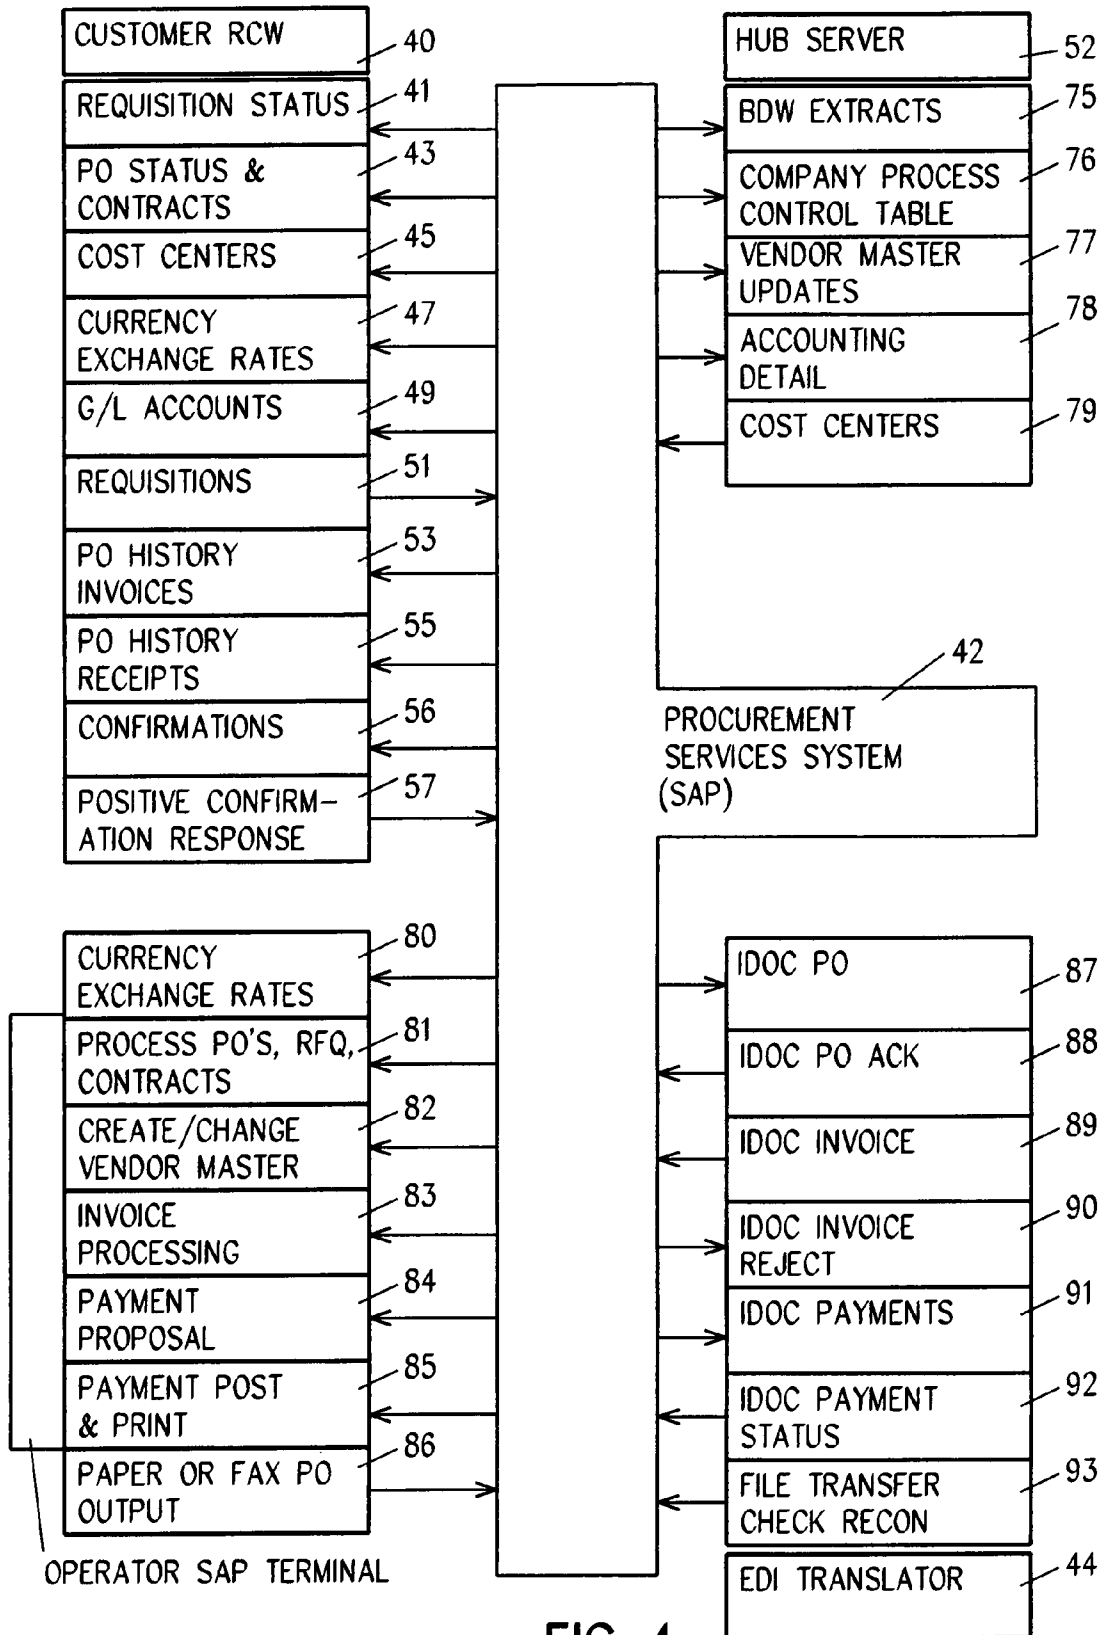 CUSTOMER RCW
40
REQUISITION STATUS
41
PO STATUS &
CONTRACTS
43
COST CENTERS
45
CURRENCY
EXCHANGE RATES
47
G/L ACCOUNTS
49
REQUISITIONS
51
PO HISTORY
INVOICES
53
PO HISTORY
RECEIPTS
55
CONFIRMATIONS
56
POSITIVE CONFIRM-
ATION RESPONSE
57
HUB SERVER
52
BDW EXTRACTS
75
COMPANY PROCESS
CONTROL TABLE
76
VENDOR MASTER
UPDATES
77
ACCOUNTING
DETAIL
78
COST CENTERS
79
42
PROCUREMENT
SERVICES SYSTEM
(SAP)
CURRENCY
EXCHANGE RATES
80
PROCESS PO'S, RFQ,
CONTRACTS
81
CREATE/CHANGE
VENDOR MASTER
82
INVOICE
PROCESSING
83
PAYMENT
PROPOSAL
84
PAYMENT POST
& PRINT
85
PAPER OR FAX PO
OUTPUT
86
OPERATOR SAP TERMINAL
IDOC PO
87
IDOC PO ACK
88
IDOC INVOICE
89
IDOC INVOICE
REJECT
90
IDOC PAYMENTS
91
IDOC PAYMENT
STATUS
92
FILE TRANSFER
CHECK RECON
93
EDI TRANSLATOR
44
FIG. 4